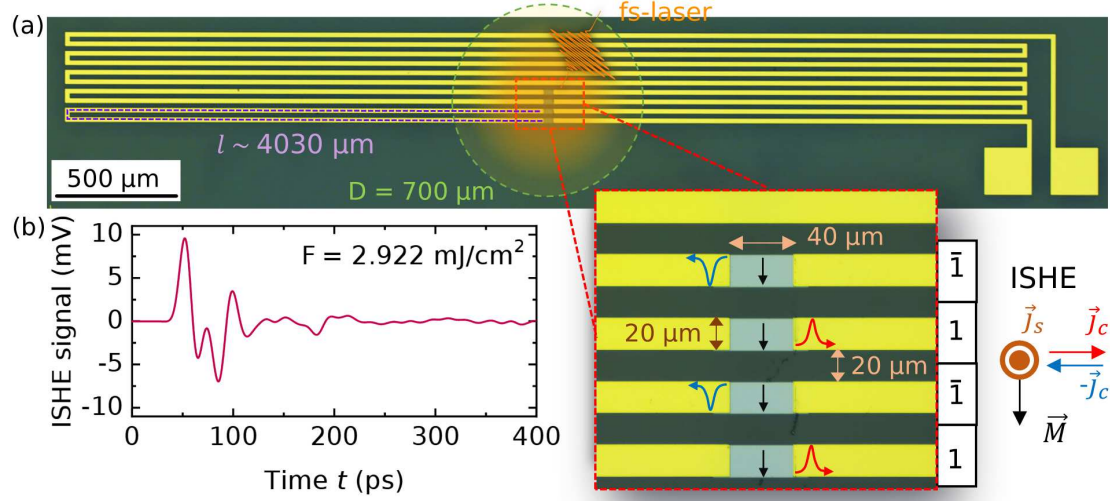 (a)
fs-laser
l ~ 4030 µm
500 µm
D = 700 µm
(b)
ISHE signal (mV)
10
5
0
-5
-10
F = 2.922 mJ/cm²
0
100
200
300
400
Time t (ps)
40 µm
20 µm
20 µm
1̄
1
1̄
1
ISHE
j⃗s
j⃗c
-j⃗c
M⃗